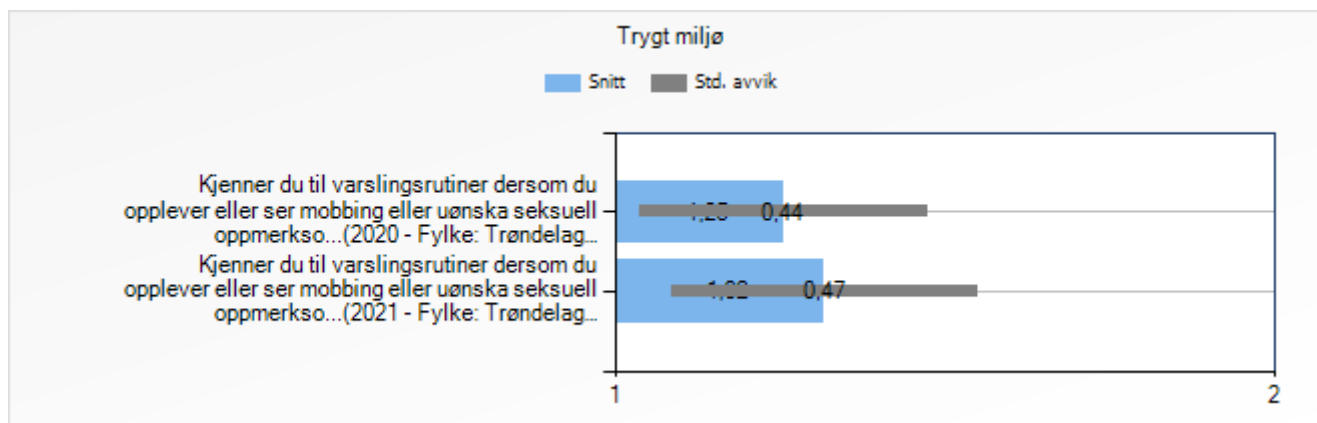 Trygt miljø
Snitt Std. avvik
Kjenner du til varslingsrutiner dersom du
opplever eller ser mobbing eller uønska seksuell
oppmerkso...(2020 - Fylke: Trøndelag...
0,44
Kjenner du til varslingsrutiner dersom du
opplever eller ser mobbing eller uønska seksuell
oppmerkso...(2021 - Fylke: Trøndelag...
0,47
1 2